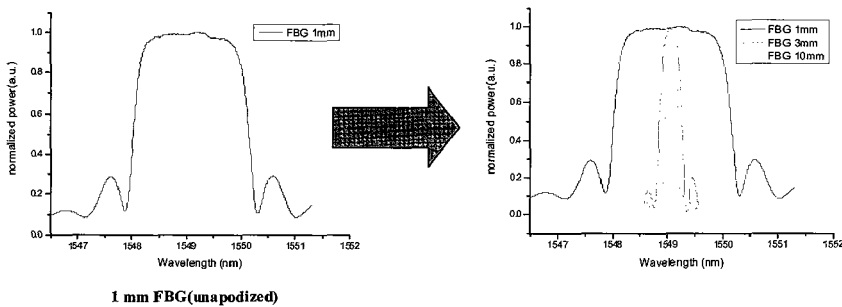 FBG 1mm
normalized power(a.u.)
1.0
0.8
0.6
0.4
0.2
0.0
1547
1548
1549
1550
1551
1552
Wavelength (nm)
1 mm FBG(unapodized)
FBG 1mm
FBG 3mm
FBG 10mm
normalized power(a.u.)
1.0
0.8
0.6
0.4
0.2
0.0
1547
1548
1549
1550
1551
1552
Wavelength (nm)